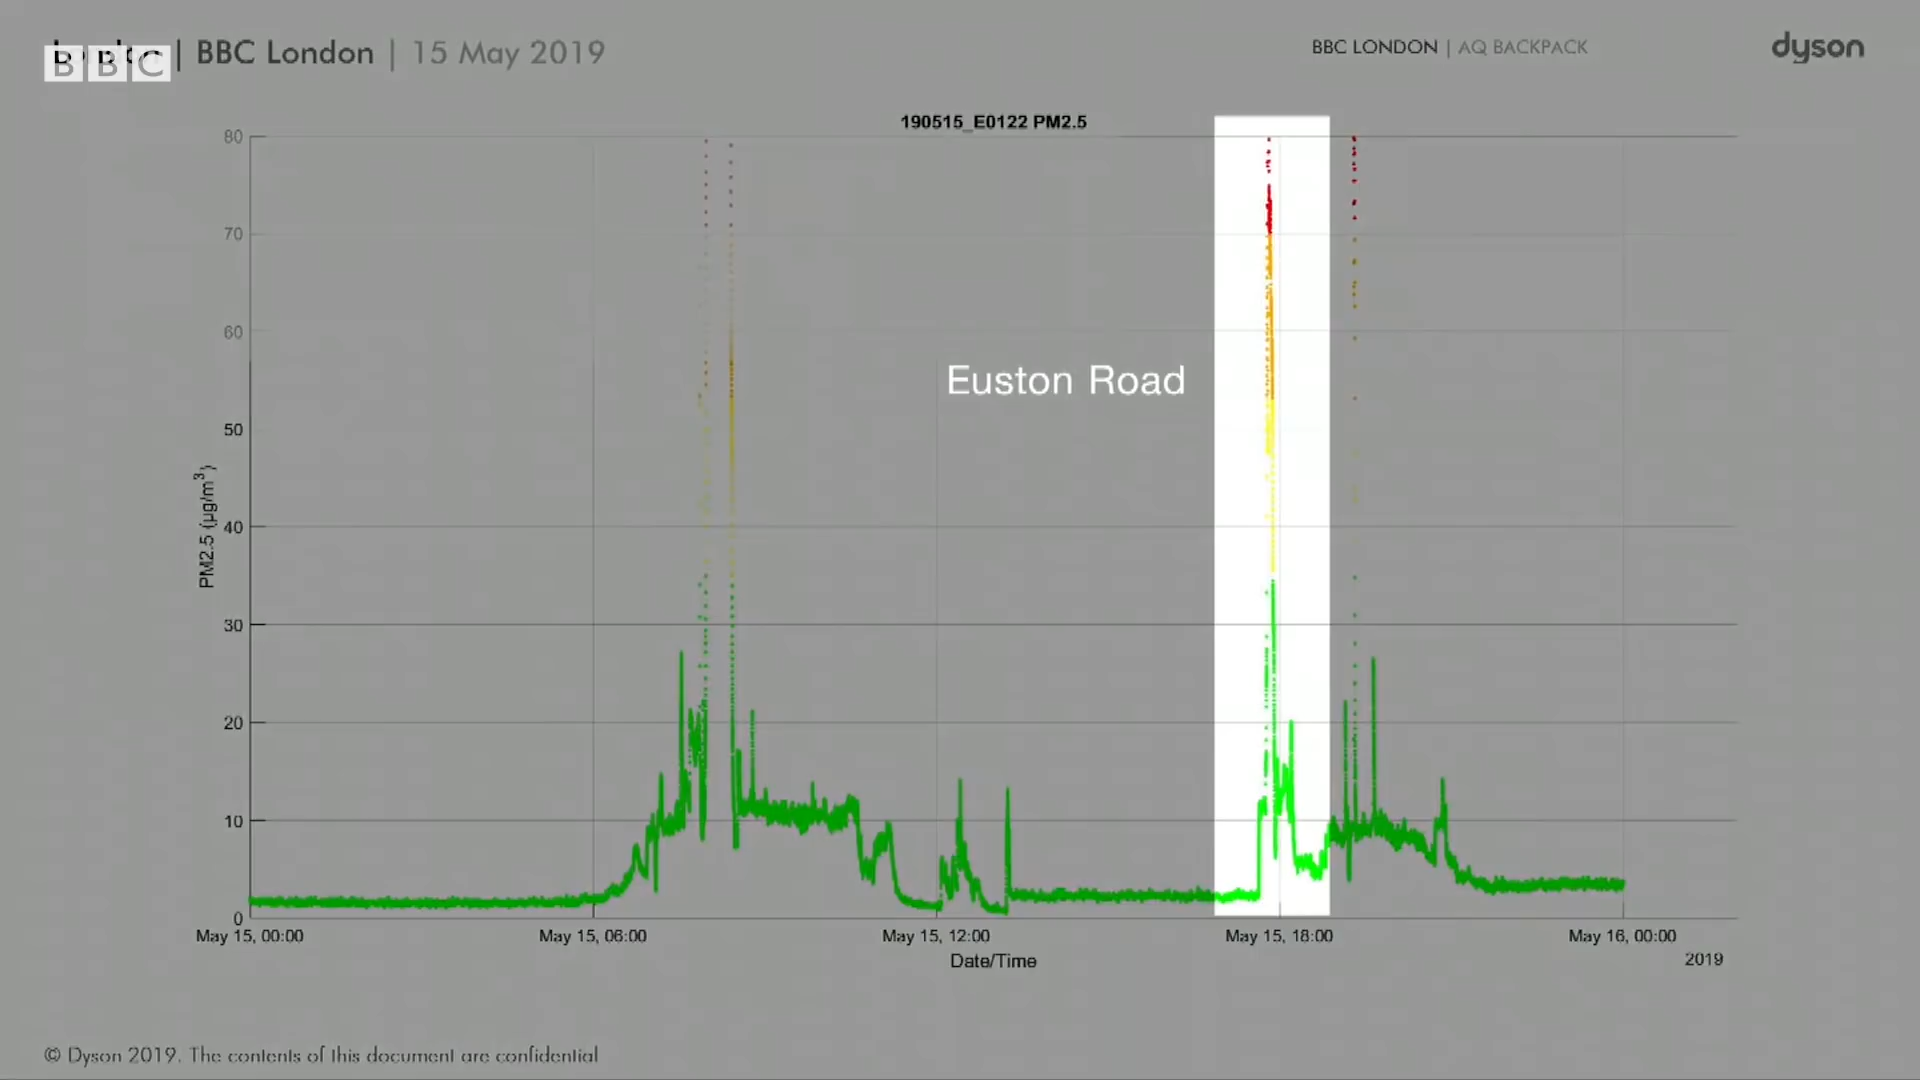 London | BBC London | 15 May 2019
BBC
BBC LONDON | AQ BACKPACK
dyson
190515_E0122 PM2.5
80
70
60
Euston Road
50
40
30
20
10
0
PM2.5 (µg/m³)
May 15, 00:00
May 15, 06:00
May 15, 12:00
May 15, 18:00
May 16, 00:00
Date/Time
2019
© Dyson 2019. The contents of this document are confidential